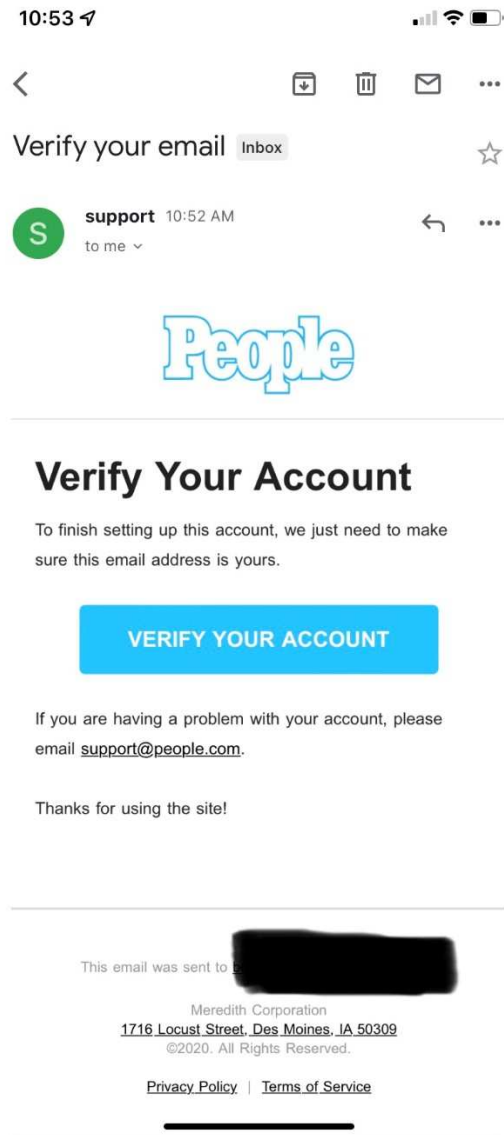 10:53
Verify your email Inbox
S
support 10:52 AM
to me
People
Verify Your Account
To finish setting up this account, we just need to make
sure this email address is yours.
VERIFY YOUR ACCOUNT
If you are having a problem with your account, please
email support@people.com.
Thanks for using the site!
This email was sent to
Meredith Corporation
1716 Locust Street, Des Moines, IA 50309
©2020. All Rights Reserved.
Privacy Policy | Terms of Service